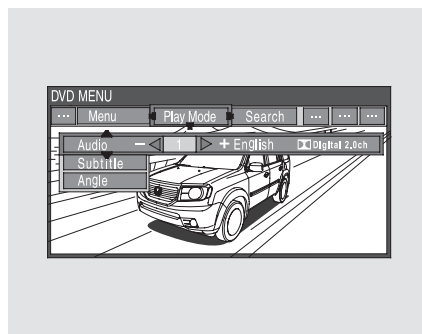 DVD MENU
... Menu Play Mode Search ... ... ...
Audio − 1 + English Digital 2.0ch
Subtitle
Angle